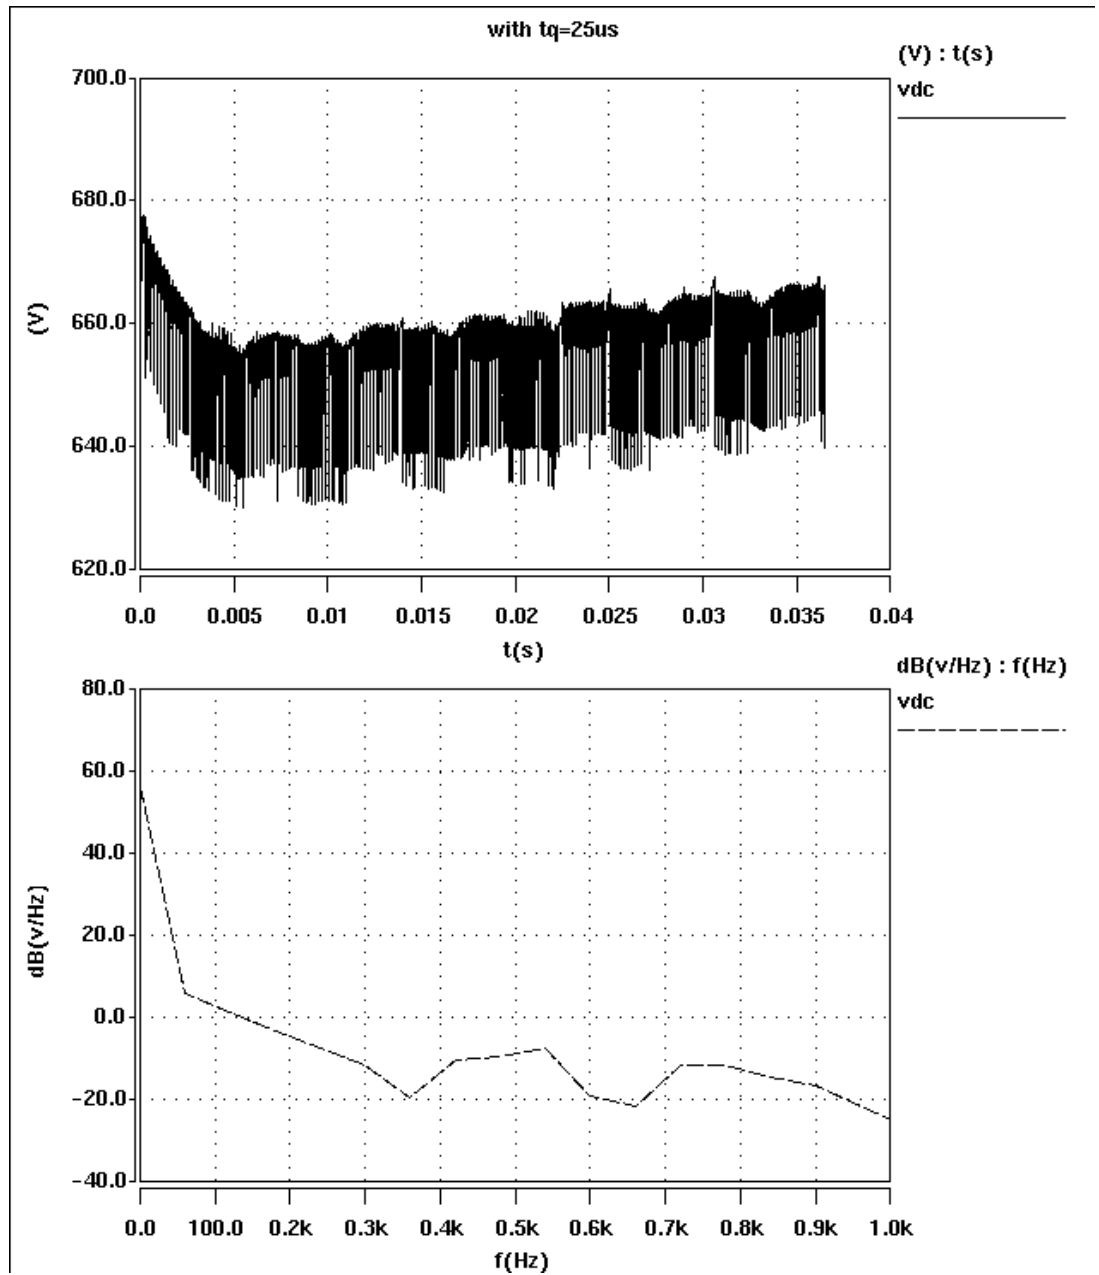 with tq=25us
(V) : t(s)
vdc
700.0
680.0
660.0
640.0
620.0
(V)
0.0 0.005 0.01 0.015 0.02 0.025 0.03 0.035 0.04
t(s)
dB(v/Hz) : f(Hz)
vdc
80.0
60.0
40.0
20.0
0.0
-20.0
-40.0
dB(v/Hz)
0.0 100.0 0.2k 0.3k 0.4k 0.5k 0.6k 0.7k 0.8k 0.9k 1.0k
f(Hz)